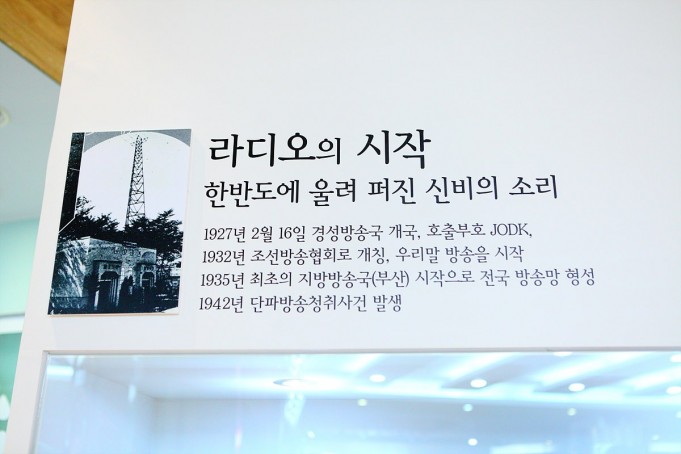 라디오의 시작
한반도에 울려 퍼진 신비의 소리
1927년 2월 16일 경성방송국 개국, 호출부호 JODK,
1932년 조선방송협회로 개칭, 우리말 방송을 시작
1935년 최초의 지방방송국(부산) 시작으로 전국 방송망 형성
1942년 단파방송청취사건 발생